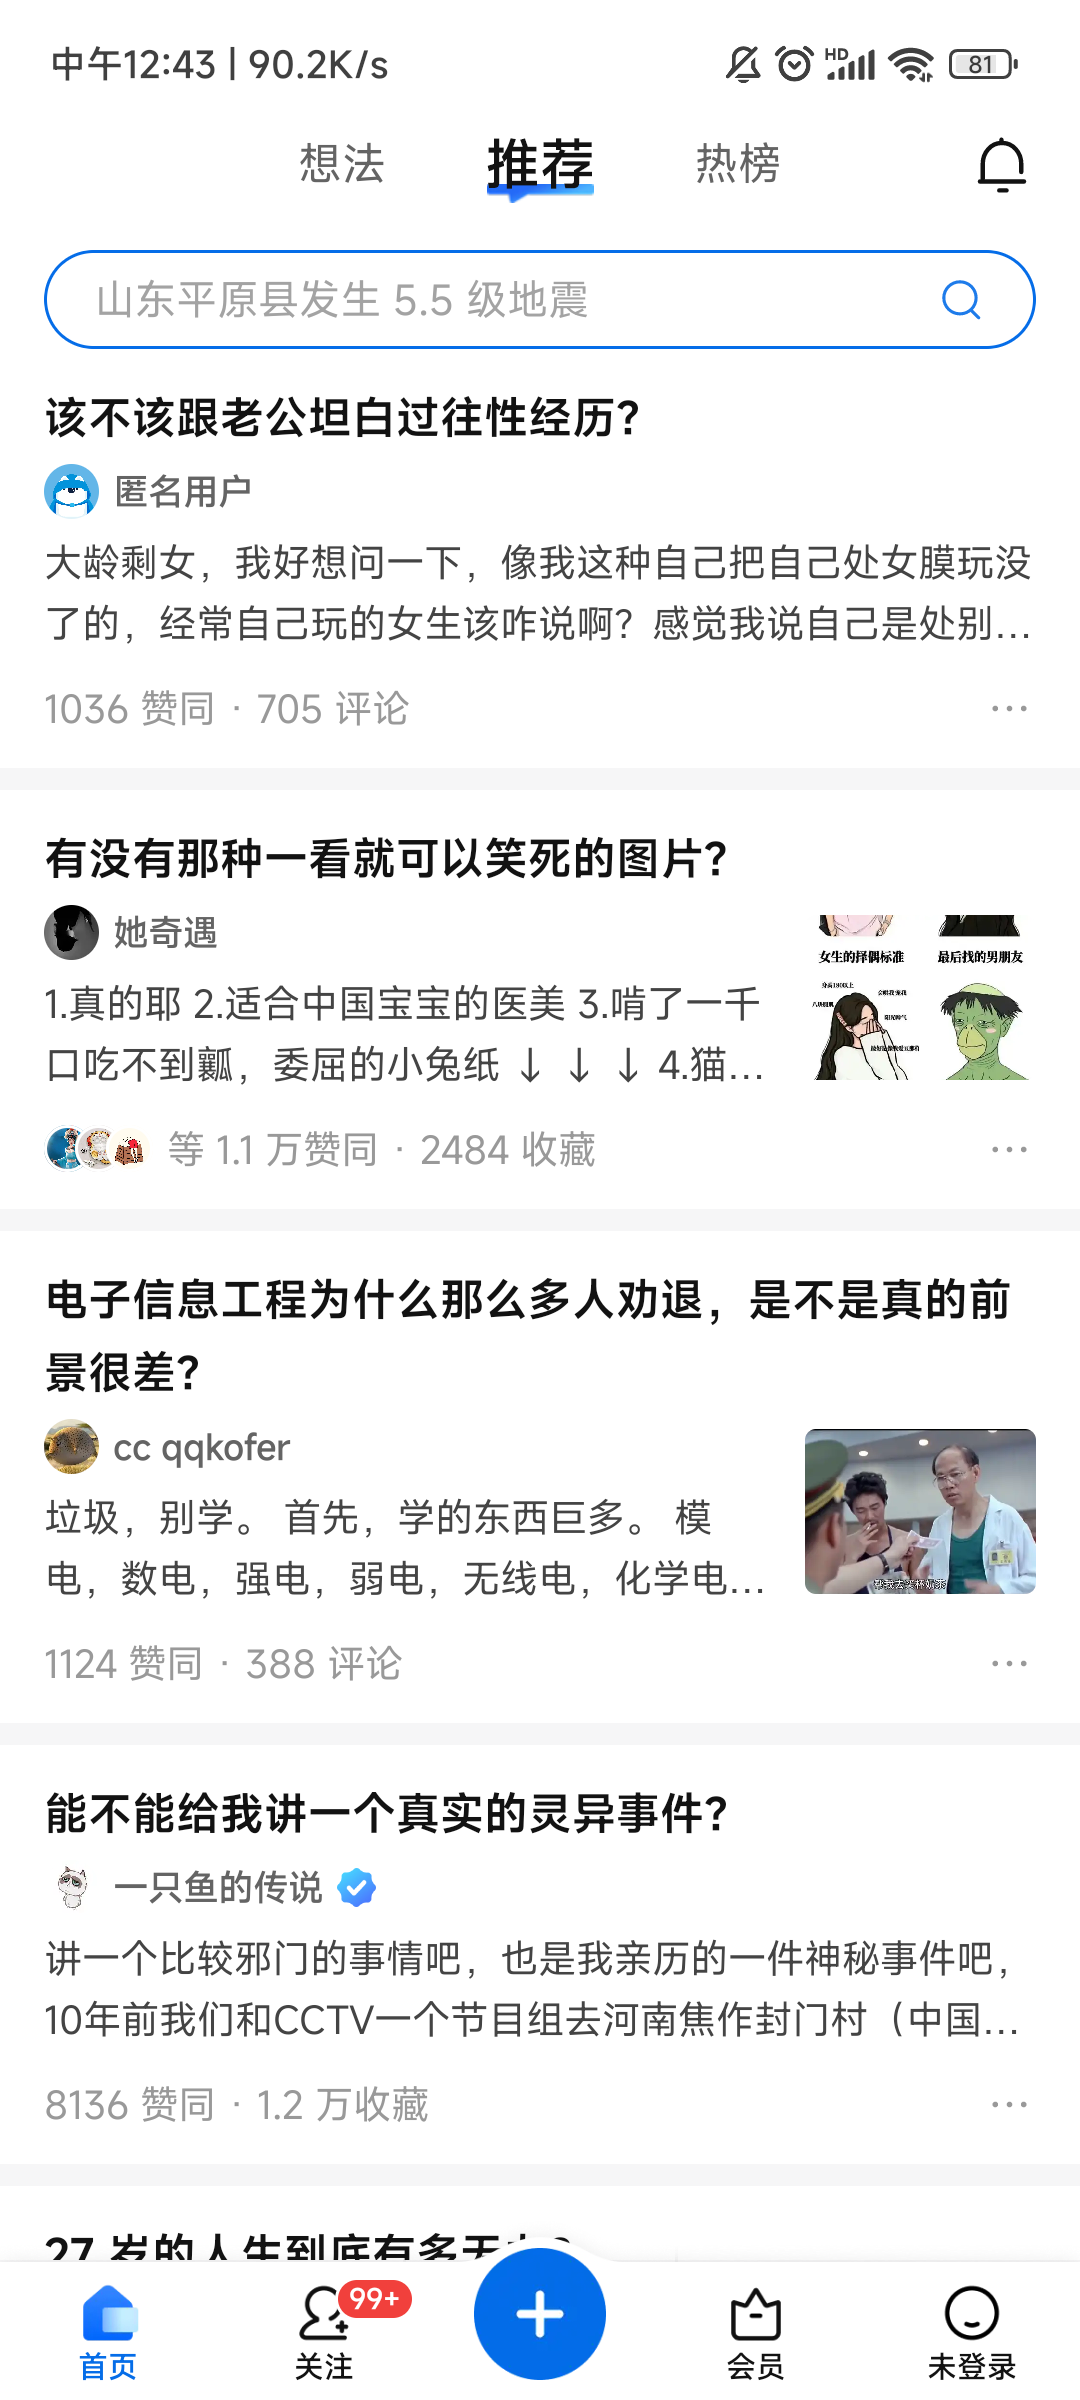 中午12:43 | 90.2K/s
HD
81
想法
推荐
热榜
山东平原县发生 5.5 级地震
该不该跟老公坦白过往性经历?
匿名用户
大龄剩女，我好想问一下，像我这种自己把自己处女膜玩没
了的，经常自己玩的女生该咋说啊？感觉我说自己是处别...
1036 赞同 · 705 评论
有没有那种一看就可以笑死的图片?
她奇遇
1.真的耶 2.适合中国宝宝的医美 3.啃了一千
口吃不到瓤，委屈的小兔纸 ↓ ↓ ↓ 4.猫...
女生的择偶标准
最后找的男朋友
身高180以上
等 1.1 万赞同 · 2484 收藏
电子信息工程为什么那么多人劝退，是不是真的前
景很差?
cc qqkofer
垃圾，别学。 首先，学的东西巨多。 模
电，数电，强电，弱电，无线电，化学电...
1124 赞同 · 388 评论
能不能给我讲一个真实的灵异事件?
一只鱼的传说
讲一个比较邪门的事情吧，也是我亲历的一件神秘事件吧，
10年前我们和CCTV一个节目组去河南焦作封门村（中国...
8136 赞同 · 1.2 万收藏
27 岁的人生到底有多无
首页
关注
99+
会员
未登录